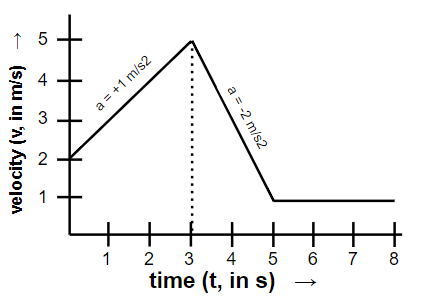 velocity (v, in m/s) →
5
4
3
2
1
a = +1 m/s2
a = -2 m/s2
1 2 3 4 5 6 7 8
time (t, in s) →